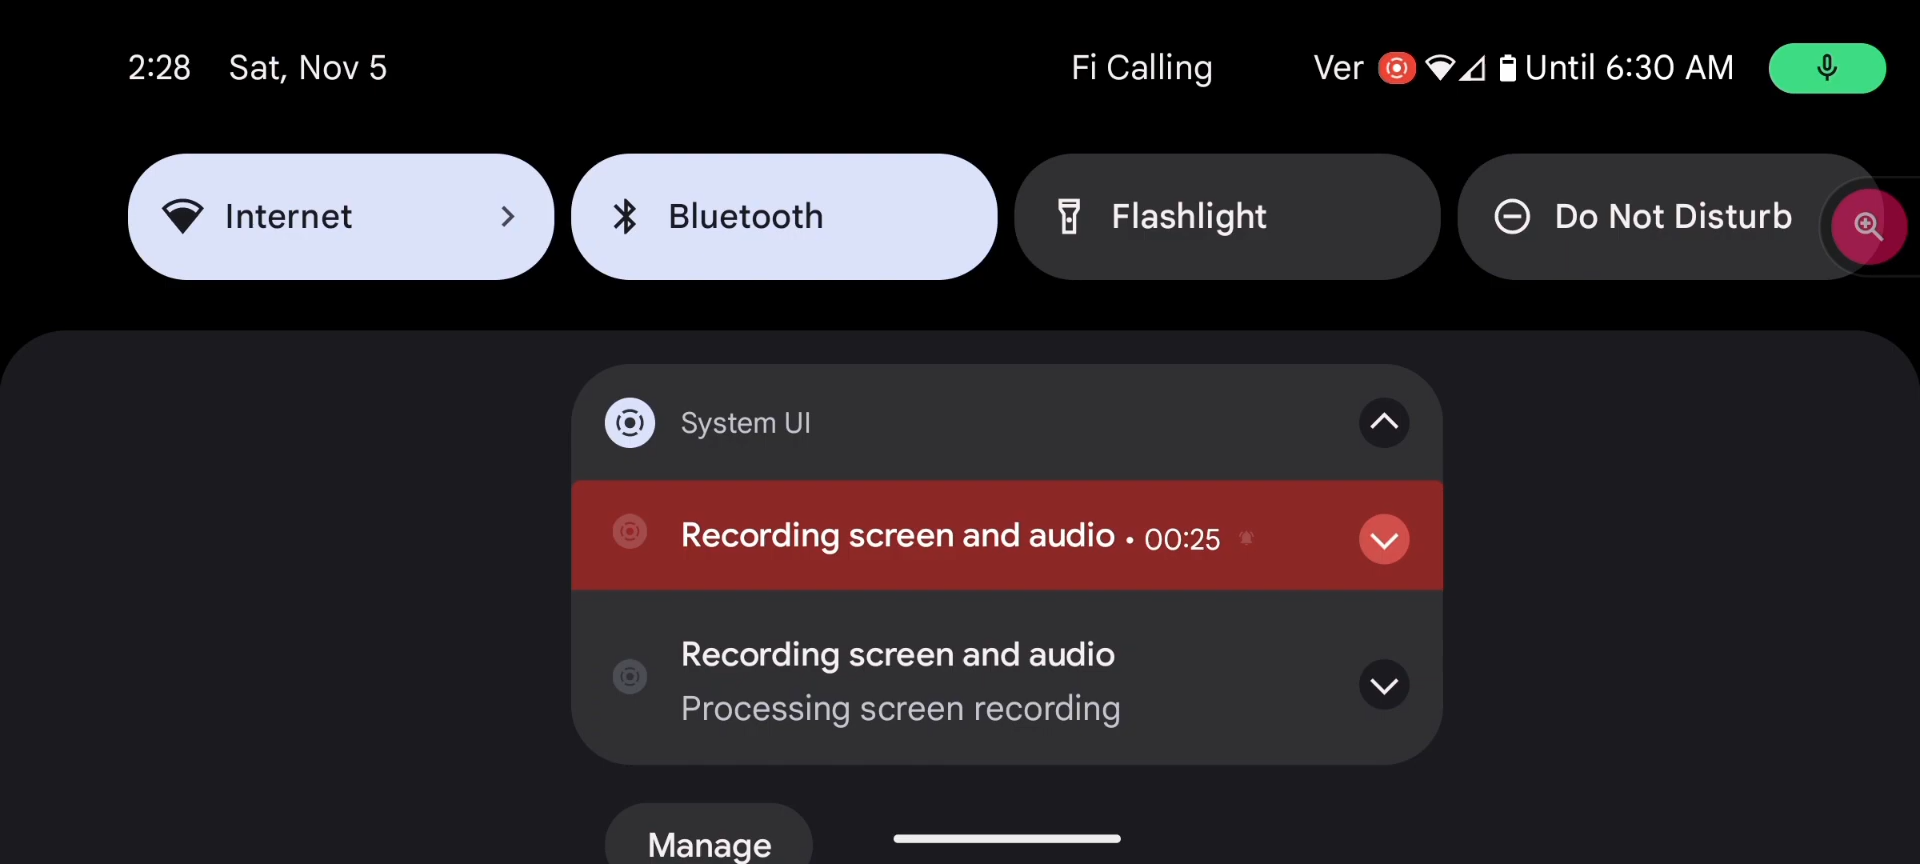 2:28 Sat, Nov 5 Fi Calling Ver Until 6:30 AM
Internet Bluetooth Flashlight Do Not Disturb
System UI
Recording screen and audio • 00:25
Recording screen and audio
Processing screen recording
Manage